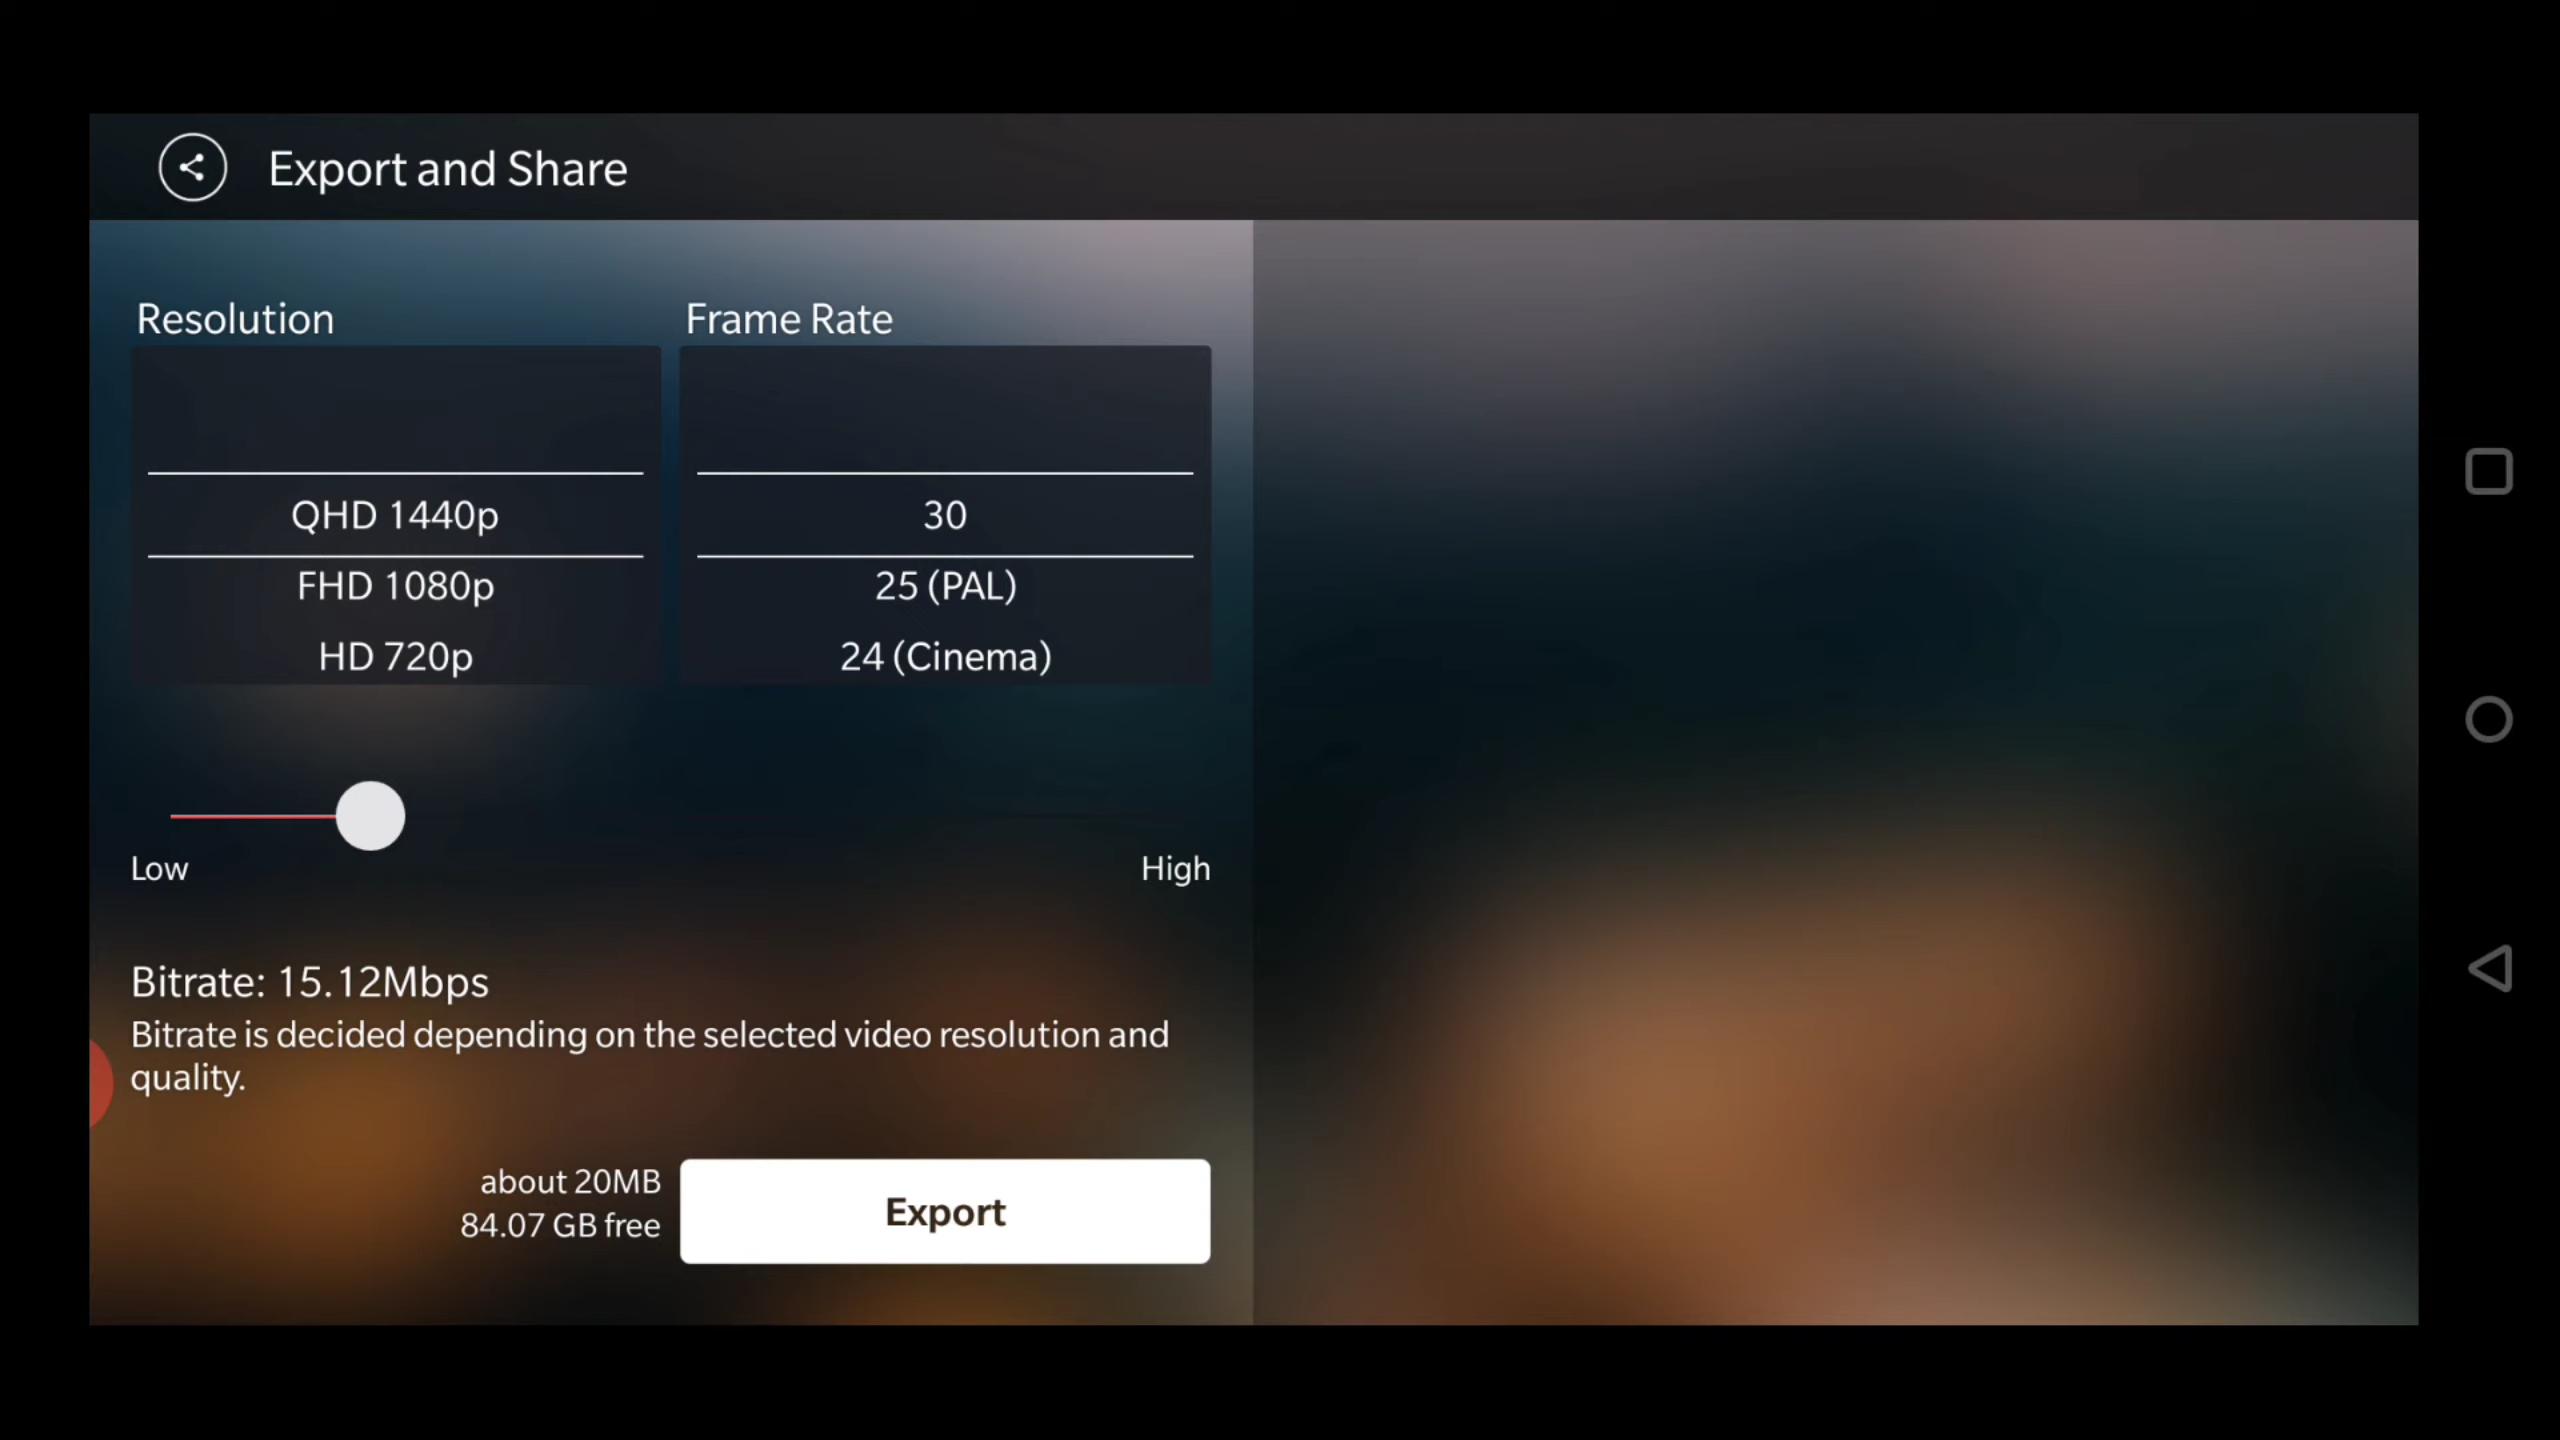 Export and Share
Resolution
Frame Rate
QHD 1440p
FHD 1080p
HD 720p
30
25 (PAL)
24 (Cinema)
Low
High
Bitrate: 15.12Mbps
Bitrate is decided depending on the selected video resolution and
quality.
about 20MB
84.07 GB free
Export